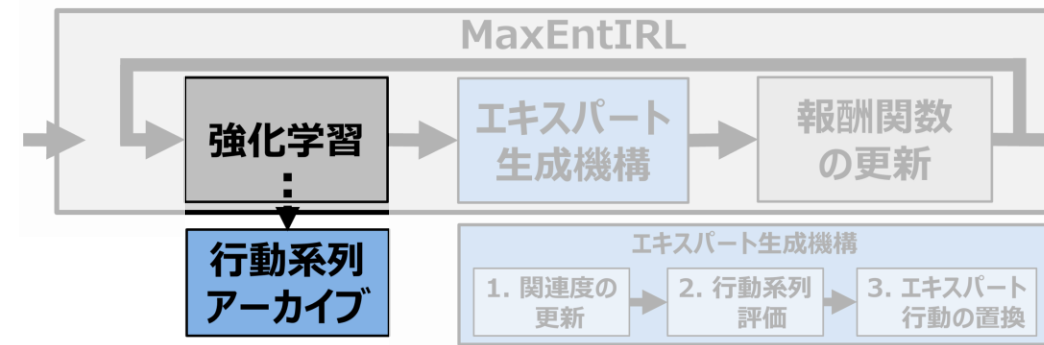 MaxEntIRL
強化学習
エキスパート
生成機構
報酬関数
の更新
行動系列
アーカイブ
エキスパート生成機構
1. 関連度の
更新
2. 行動系列
評価
3. エキスパート
行動の置換